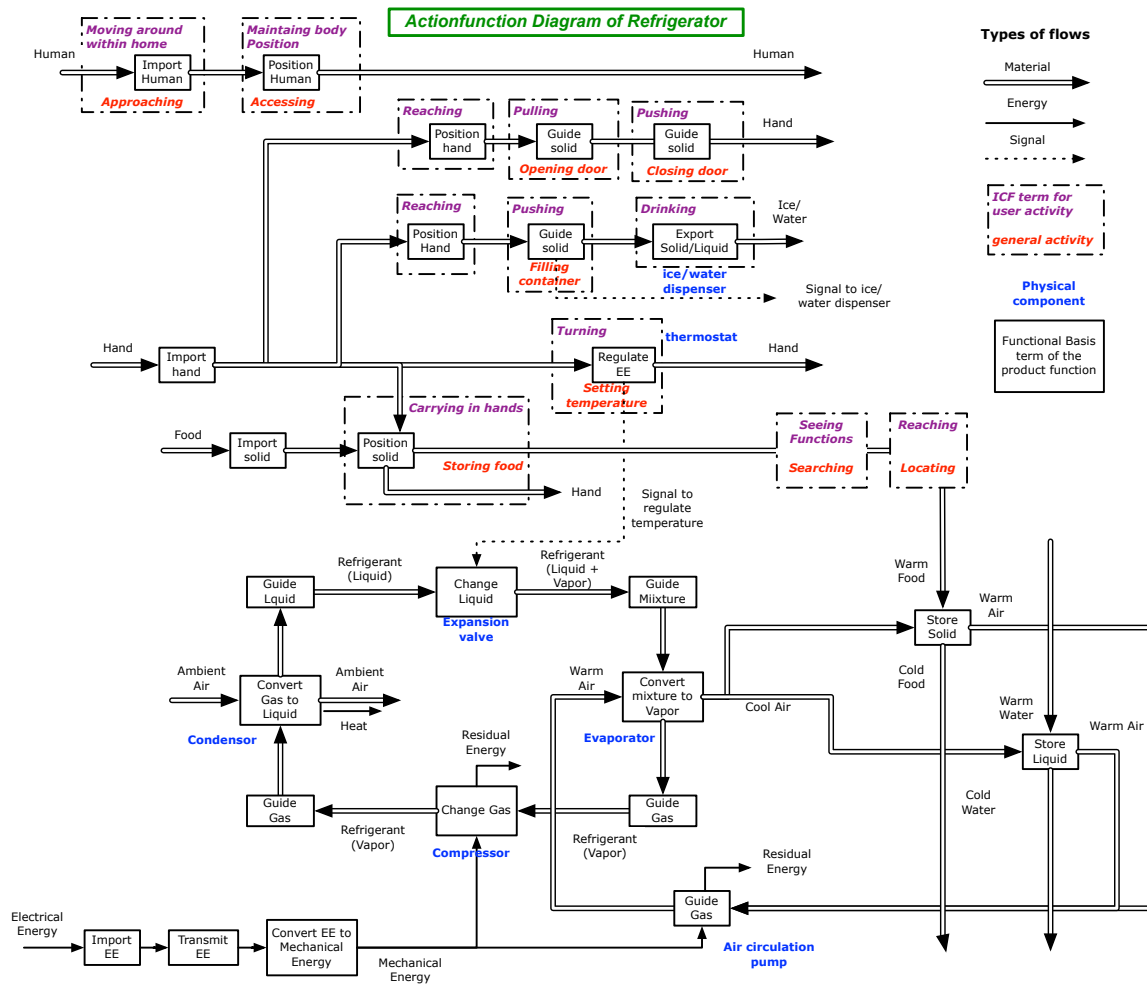 Actionfunction Diagram of Refrigerator
Moving around
within home
Maintaing body
Position
Human
Import
Human
Position
Human
Human
Approaching
Accessing
Types of flows
Material
Energy
Signal
ICF term for
user activity
general activity
Physical
component
Functional Basis
term of the
product function
Reaching
Pulling
Pushing
Position
hand
Guide
solid
Guide
solid
Hand
Opening door
Closing door
Reaching
Pushing
Drinking
Ice/
Water
Position
Hand
Guide
solid
Export
Solid/Liquid
Filling
container
ice/water
dispenser
Signal to ice/
water dispenser
Turning
thermostat
Hand
Import
hand
Regulate
EE
Hand
Setting
temperature
Carrying in hands
Food
Import
solid
Position
solid
Storing food
Hand
Seeing
Functions
Searching
Reaching
Locating
Signal to
regulate
temperature
Refrigerant
(Liquid)
Refrigerant
(Liquid +
Vapor)
Guide
Lquid
Change
Liquid
Guide
Miixture
Expansion
valve
Warm
Food
Warm
Air
Store
Solid
Cold
Food
Ambient
Air
Convert
Gas to
Liquid
Ambient
Air
Heat
Condensor
Warm
Air
Convert
mixture to
Vapor
Cool Air
Evaporator
Warm
Water
Warm Air
Store
Liquid
Cold
Water
Residual
Energy
Guide
Gas
Change Gas
Guide
Gas
Refrigerant
(Vapor)
Compressor
Refrigerant
(Vapor)
Residual
Energy
Guide
Gas
Air circulation
pump
Electrical
Energy
Import
EE
Transmit
EE
Convert EE to
Mechanical
Energy
Mechanical
Energy